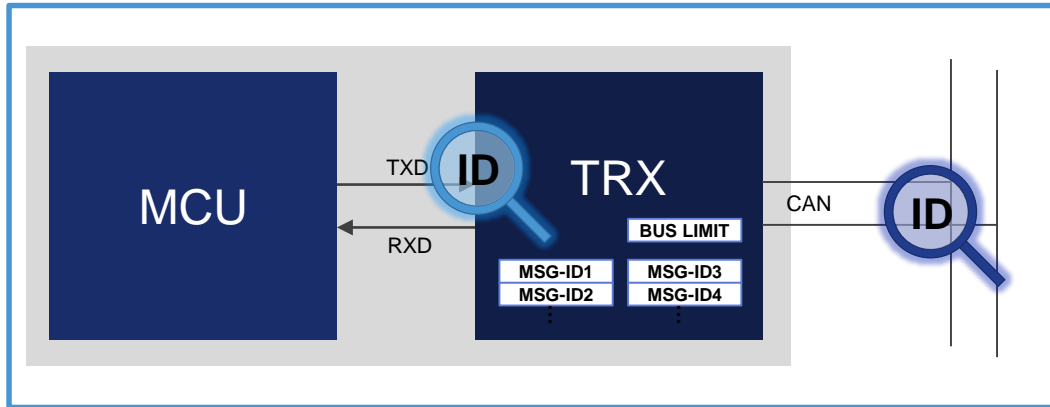 MCU
TXD
RXD
ID
TRX
BUS LIMIT
MSG-ID1
MSG-ID2
MSG-ID3
MSG-ID4
CAN
ID